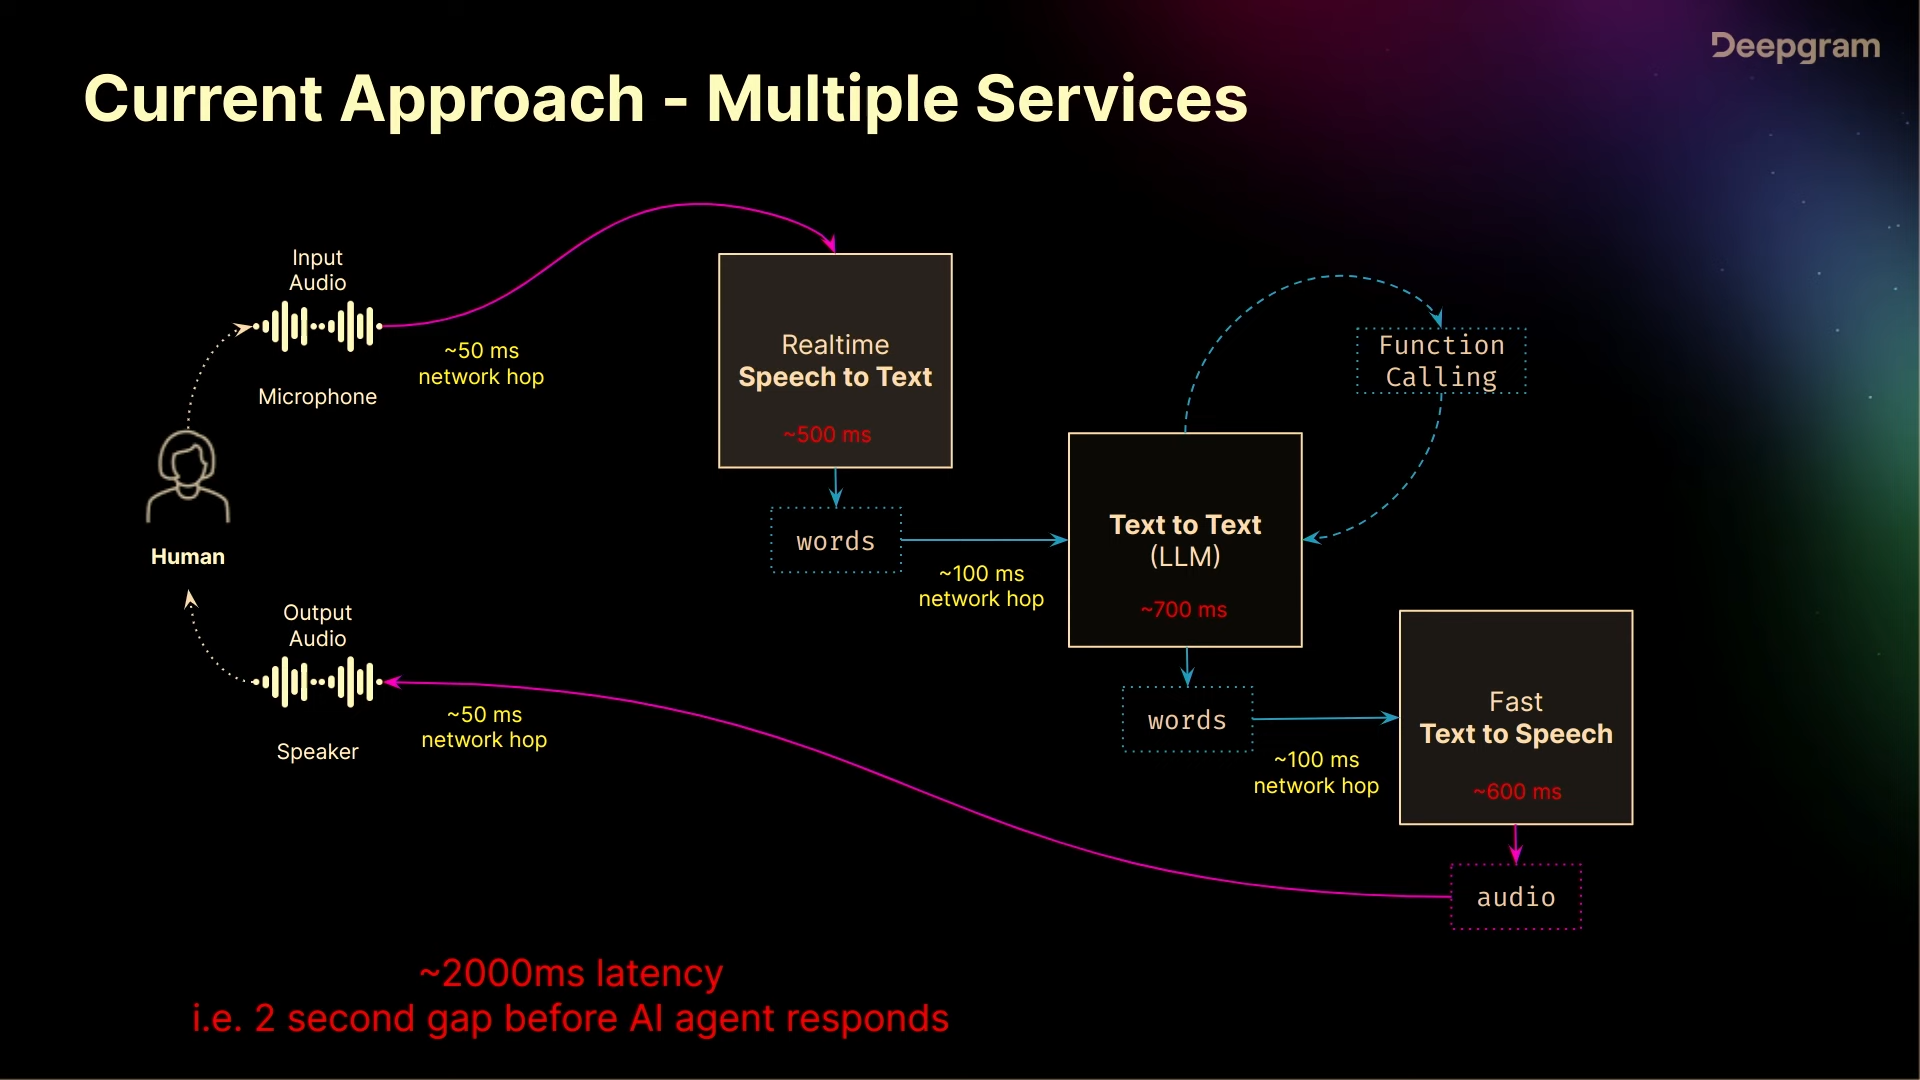 Deepgram
Current Approach - Multiple Services
Input
Audio
~50 ms
network hop
Microphone
Realtime
Speech to Text
~500 ms
Function
Calling
words
~100 ms
network hop
Text to Text
(LLM)
~700 ms
Human
Output
Audio
~50 ms
network hop
Speaker
words
~100 ms
network hop
Fast
Text to Speech
~600 ms
audio
~2000ms latency
i.e. 2 second gap before AI agent responds